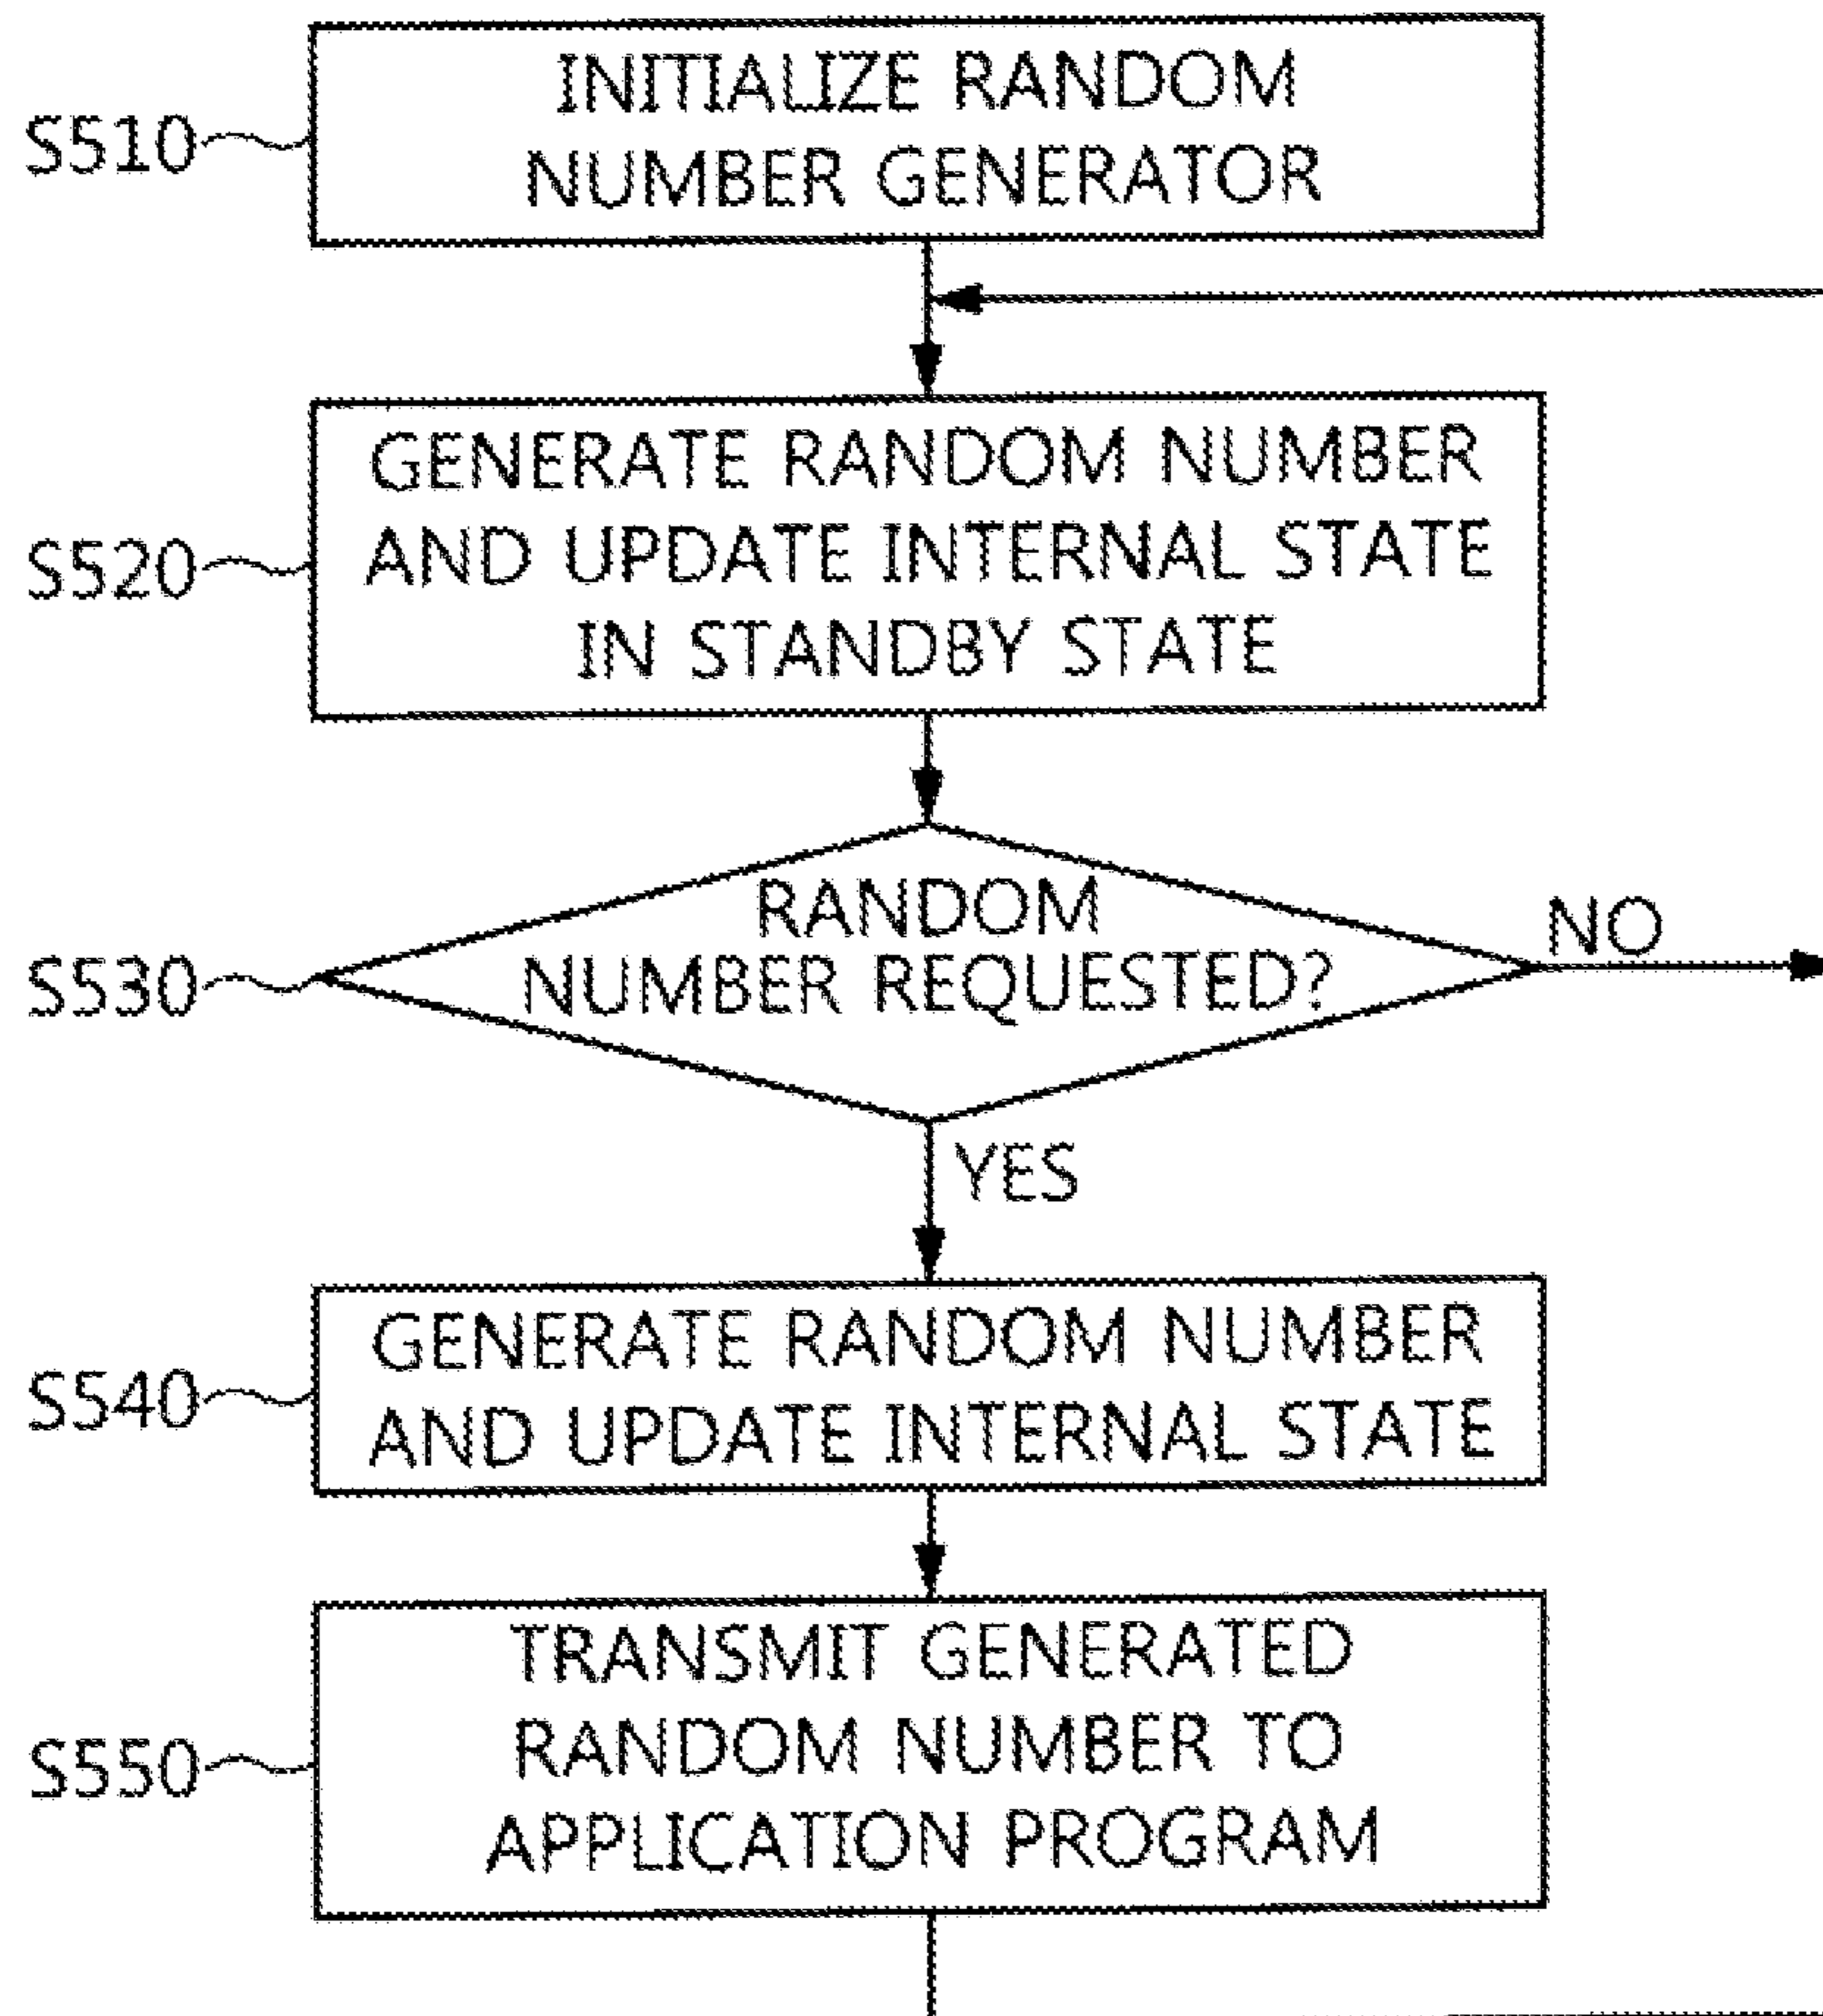 S510
INITIALIZE RANDOM
NUMBER GENERATOR
S520
GENERATE RANDOM NUMBER
AND UPDATE INTERNAL STATE
IN STANDBY STATE
S530
RANDOM
NUMBER REQUESTED?
NO
YES
S540
GENERATE RANDOM NUMBER
AND UPDATE INTERNAL STATE
S550
TRANSMIT GENERATED
RANDOM NUMBER TO
APPLICATION PROGRAM